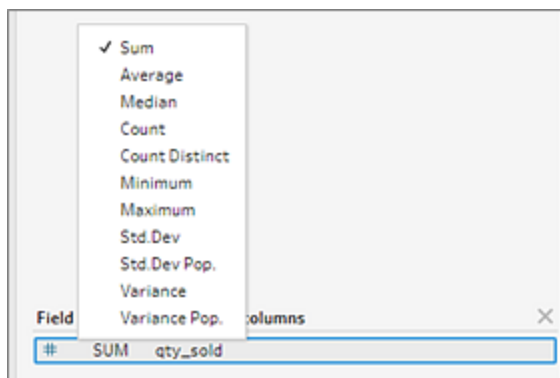 ✓ Sum
Average
Median
Count
Count Distinct
Minimum
Maximum
Std.Dev
Std.Dev Pop.
Variance
Variance Pop.
Field columns
# SUM qty_sold